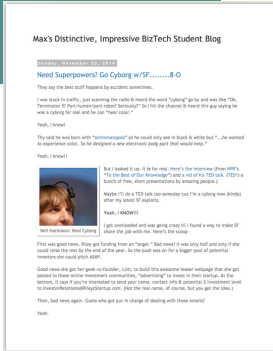 Max's Distinctive, Impressive BizTech Student Blog
Sunday, November 23, 2014
Need Superpowers? Go Cyborg w/SF........8-O
They say the best stuff happens by accident sometimes.
I was stuck in traffic, just scanning the radio & heard the word "cyborg" go by and was like "Ok,
Terminator 5? Part-human/part-robot? Seriously?" So I hit the channel & heard this guy saying he
was a cyborg for real and he can "hear color."
Yeah, I know!
Thy said he was born with "achromatopsia" so he could only see in black & white but "...he wanted
to experience color. So he designed a new electronic body part that would help."
Yeah, I know!!
But I looked it up. It is for real. Here's the interview (from NPR's
"To the Best of Our Knowledge") and a vid of his TED talk. (TED's a
bunch of free, short presentations by amazing people.)
Maybe I'll do a TED talk too someday cuz I'm a cyborg now (kinda)
after my latest SF exploits.
Yeah, I KNOW!!!
I got overloaded and was going crazy til I found a way to make SF
share the job with me. Here's the scoop-
Neil Harbisson: Real Cyborg
First was good news. Riley got funding from an "angel." Bad news? It was only half and only if she
could raise the rest by the end of the year. So the push was on for a bigger pool of potential
investors she could pitch ASAP.
Good news she got her geek co-founder, Linh, to build this awesome tower webpage that she got
posted to these online investment communities, "advertising" to invest in their startup. At the
bottom, it says if you're interested to send your name, contact info & potential $ investment level
to InvestorRelations@RileysStartup.com. (Not the real name, of course, but you get the idea.)
Then, bad news again. Guess who got put in charge of dealing with those emails?
Yeah.